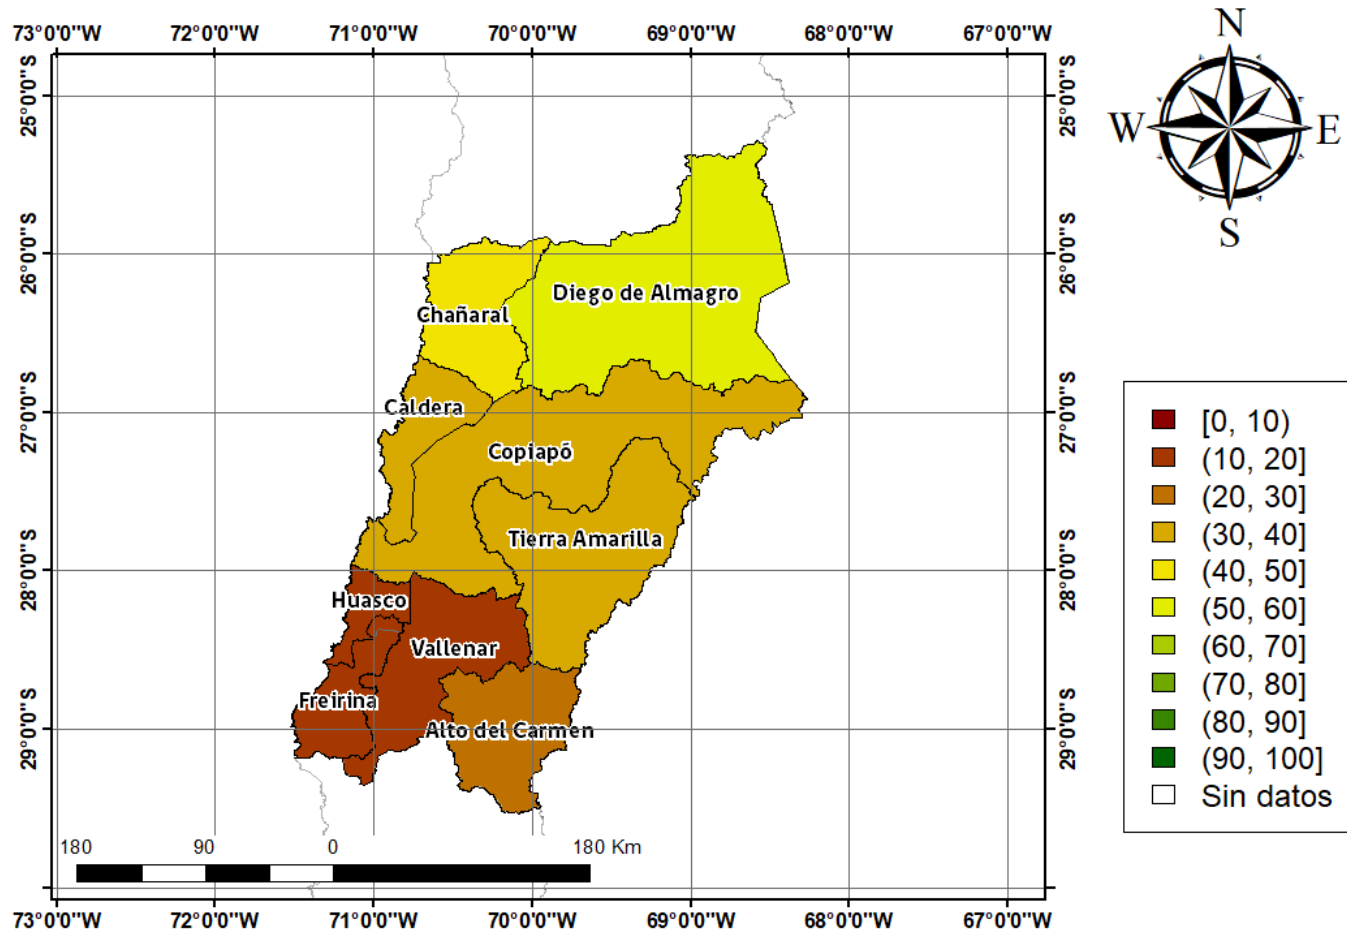 73°0'0"W 72°0'0"W 71°0'0"W 70°0'0"W 69°0'0"W 68°0'0"W 67°0'0"W
25°0'0"S
26°0'0"S
27°0'0"S
28°0'0"S
29°0'0"S
25°0'0"S
26°0'0"S
27°0'0"S
28°0'0"S
29°0'0"S
Diego de Almagro
Chañaral
Caldera
Copiapó
Tierra Amarilla
Huasco
Vallenar
Freirina
Alto del Carmen
180 90 0 180 Km
73°0'0"W 72°0'0"W 71°0'0"W 70°0'0"W 69°0'0"W 68°0'0"W 67°0'0"W
N
W E
S
[0, 10)
(10, 20]
(20, 30]
(30, 40]
(40, 50]
(50, 60]
(60, 70]
(70, 80]
(80, 90]
(90, 100]
Sin datos